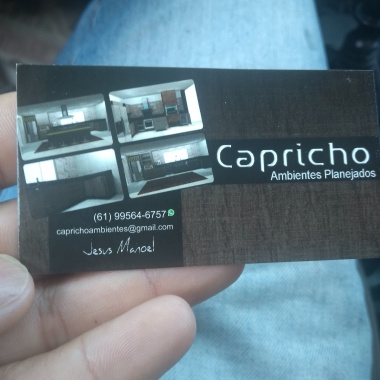 Capricho
Ambientes Planejados
(61) 99564-6757
caprichoambientes@gmail.com
Jesus Manoel